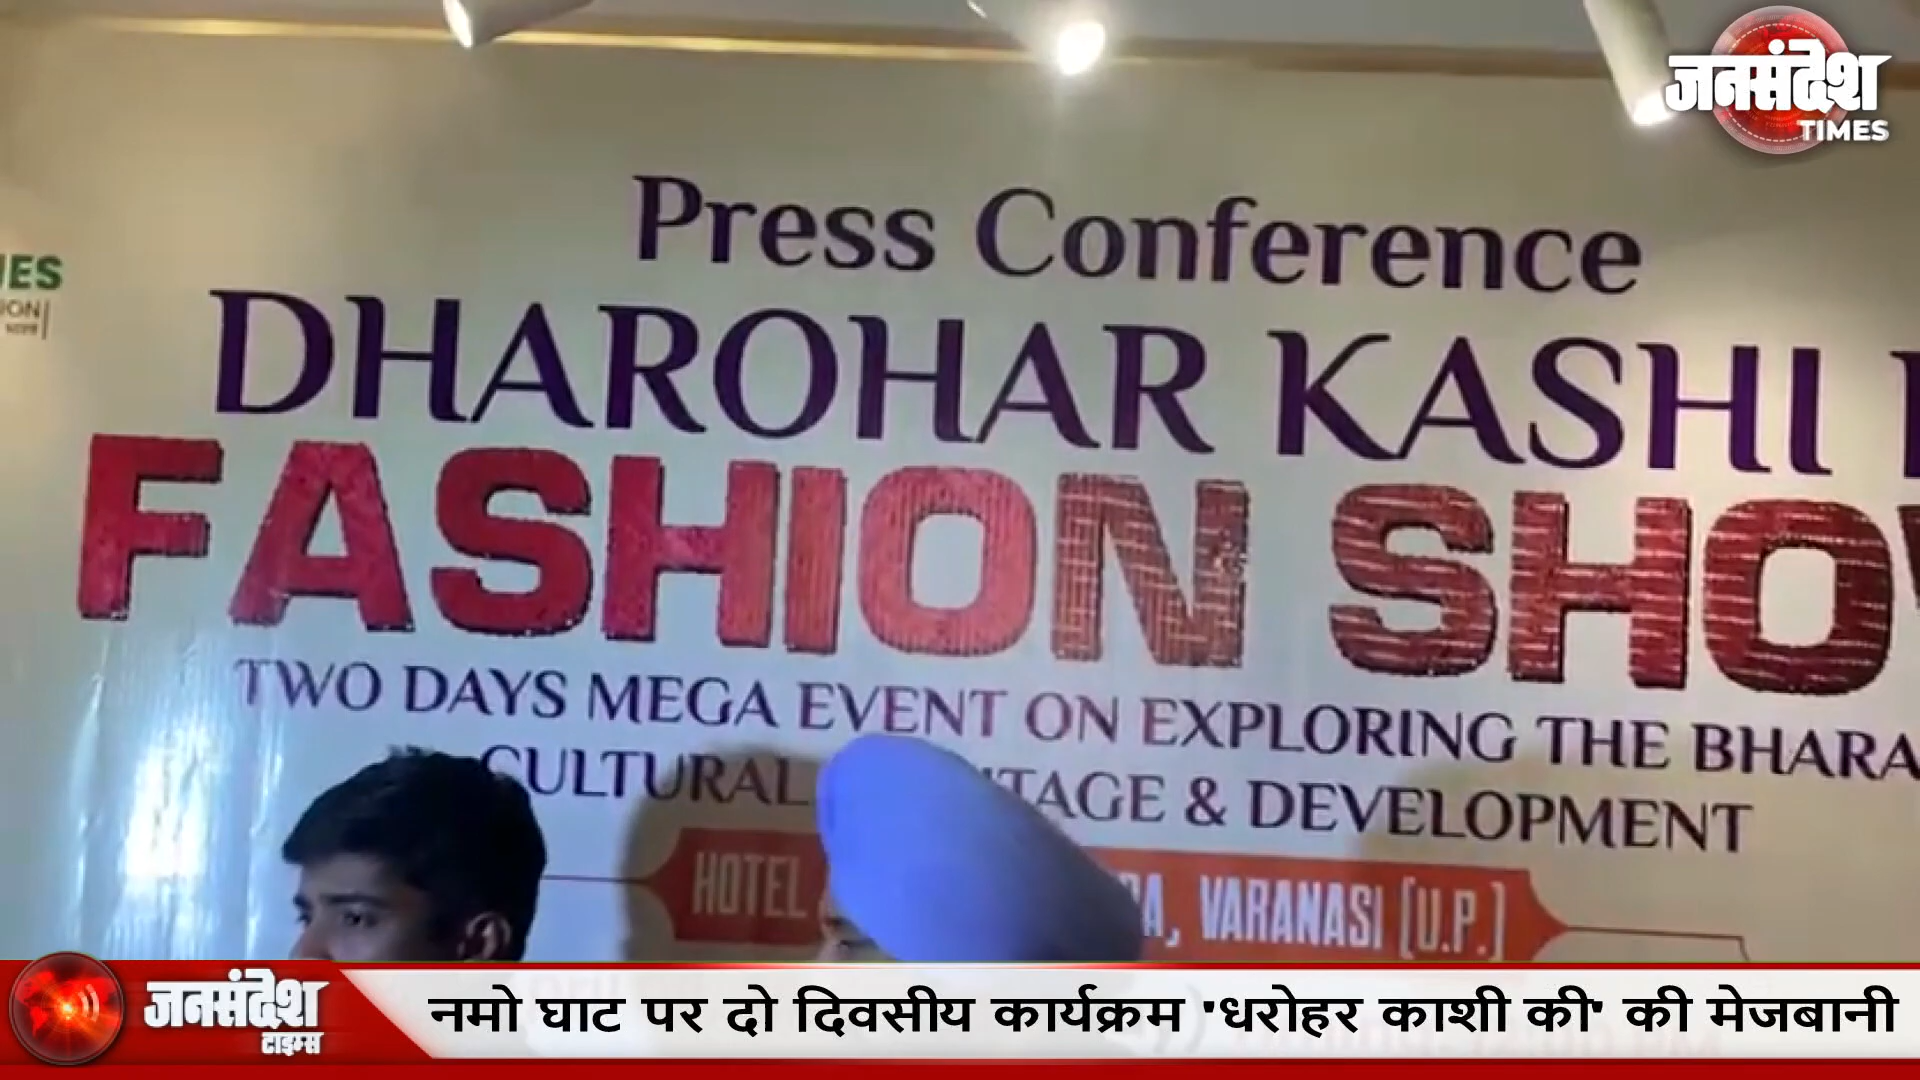 जनसंदेश
TIMES
Press Conference
DHAROHAR KASHI
FASHION SHOW
TWO DAYS MEGA EVENT ON EXPLORING THE BHARA
CULTURAL TAGE & DEVELOPMENT
HOTEL , VARANASI (U.P.)
जनसंदेश
टाइम्स
नमो घाट पर दो दिवसीय कार्यक्रम 'धरोहर काशी की' की मेजबानी